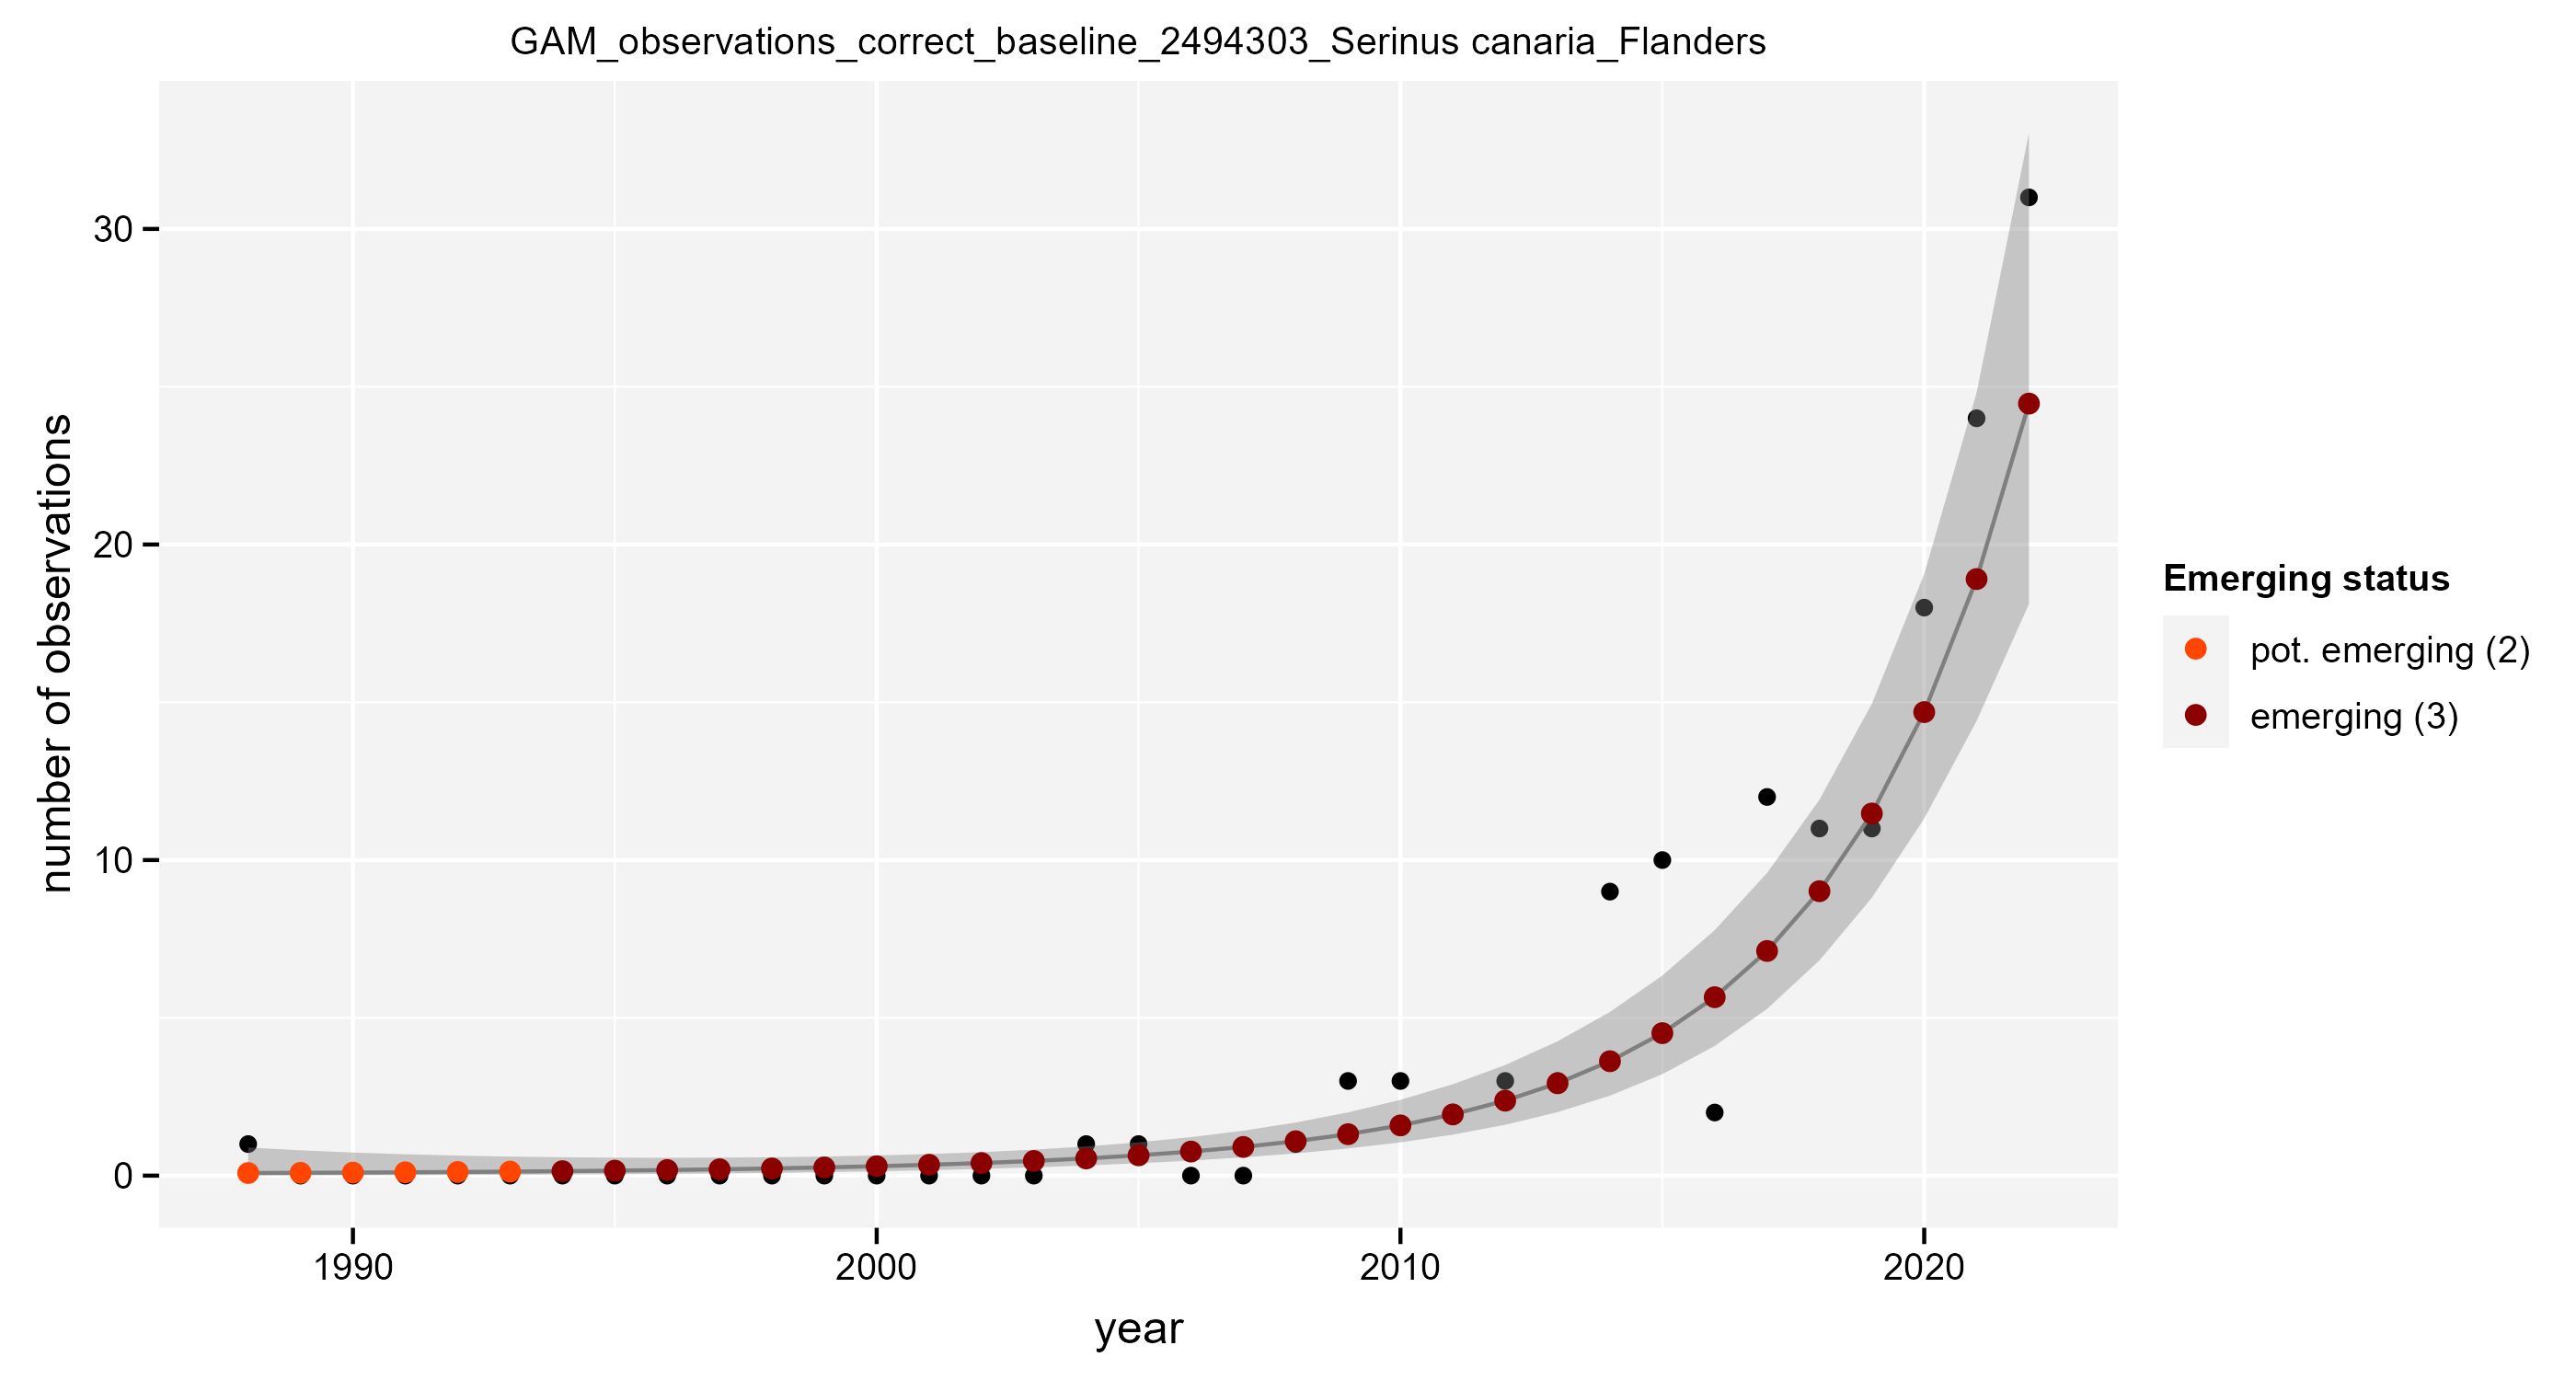 GAM_observations_correct_baseline_2494303_Serinus canaria_Flanders
number of observations
30
20
10
0
1990
2000
2010
2020
year
Emerging status
pot. emerging (2)
emerging (3)